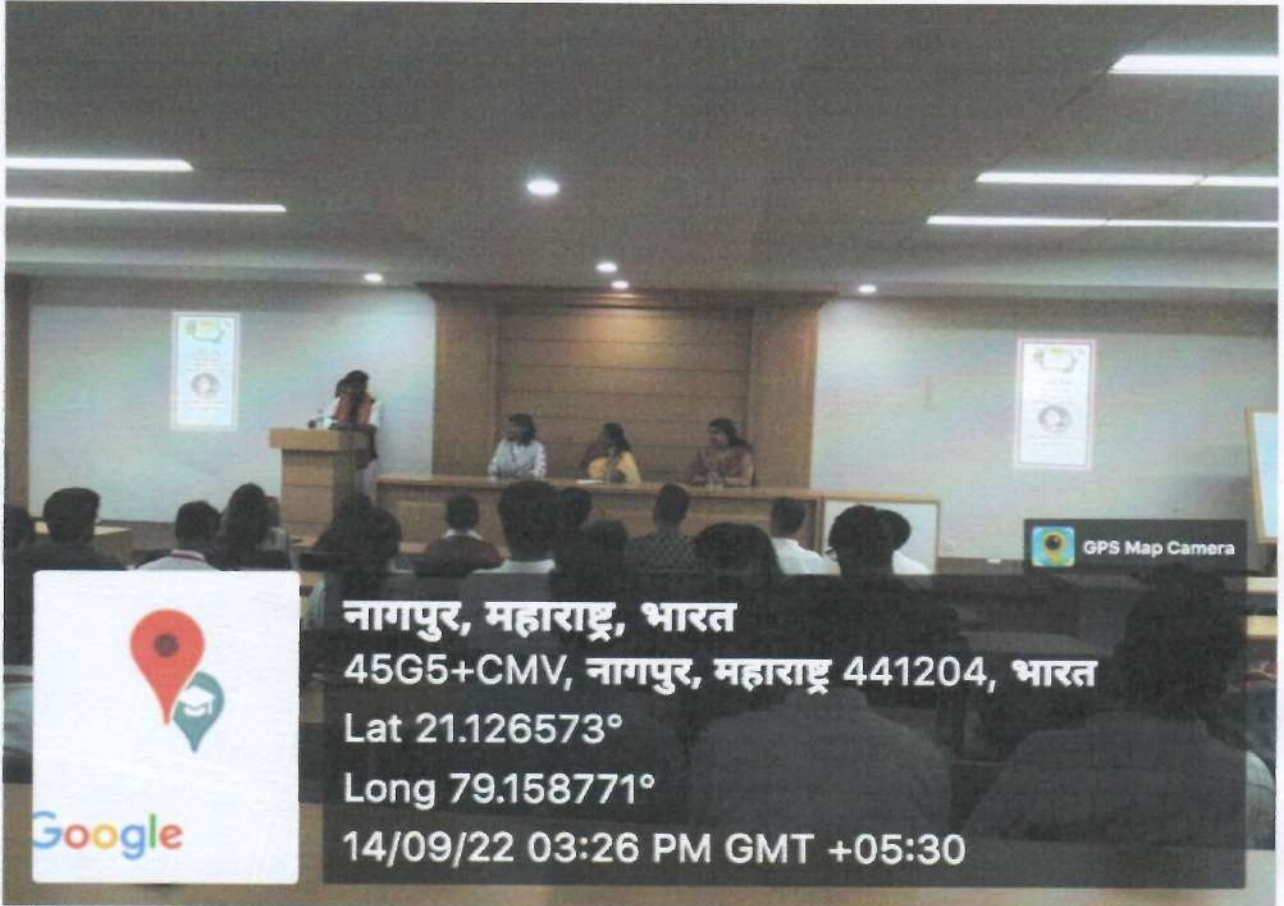 GPS Map Camera
नागपुर, महाराष्ट्र, भारत
45G5+CMV, नागपुर, महाराष्ट्र 441204, भारत
Lat 21.126573°
Long 79.158771°
14/09/22 03:26 PM GMT +05:30
Google